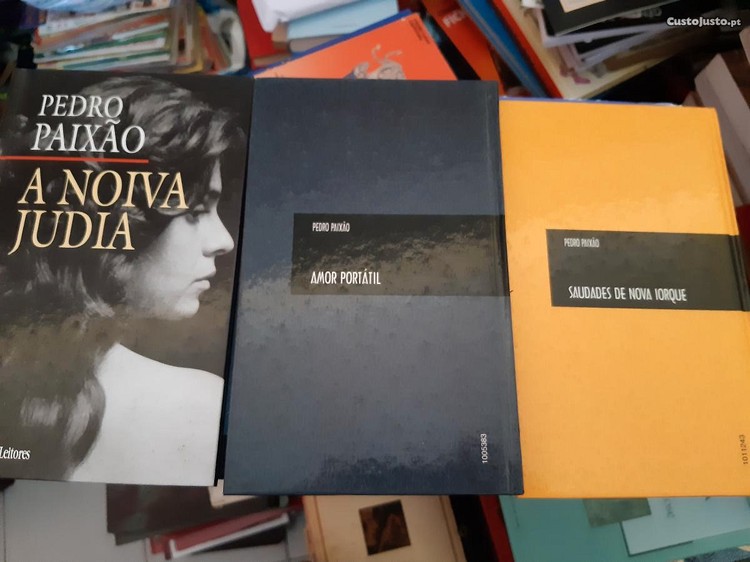 CustoJusto.pt
FIC
PEDRO
PAIXÃO
A NOIVA
JUDIA
Leitores
PEDRO PAIXÃO
AMOR PORTÁTIL
1005383
PEDRO PAIXÃO
SAUDADES DE NOVA IORQUE
1011243